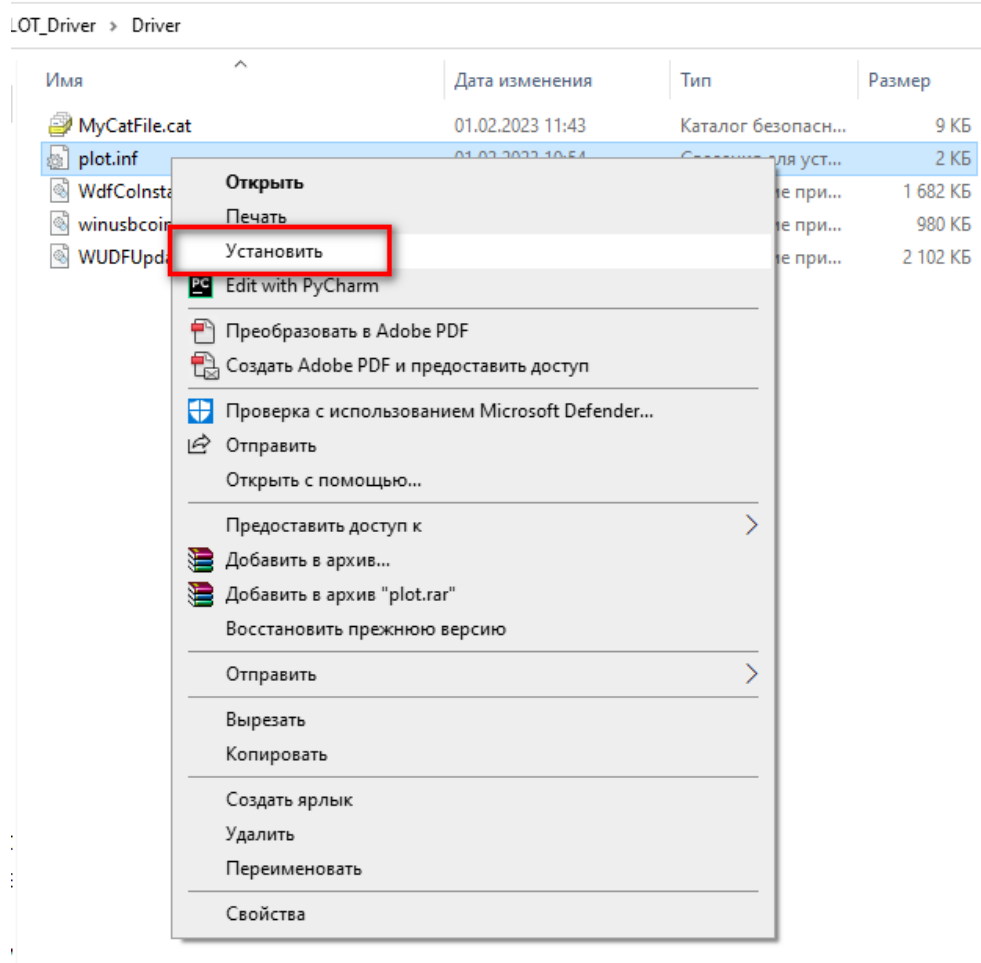 LOT_Driver > Driver
Имя Дата изменения Тип Размер
MyCatFile.cat 01.02.2023 11:43 Каталог безопасн... 9 КБ
plot.inf 2 КБ
WdfCoInsta 1 682 КБ
winusbcoin 980 КБ
WUDFUpda 2 102 КБ
Открыть
Печать
Установить
PC Edit with PyCharm
Преобразовать в Adobe PDF
Создать Adobe PDF и предоставить доступ
Проверка с использованием Microsoft Defender...
Отправить
Открыть с помощью...
Предоставить доступ к
Добавить в архив...
Добавить в архив "plot.rar"
Восстановить прежнюю версию
Отправить
Вырезать
Копировать
Создать ярлык
Удалить
Переименовать
Свойства